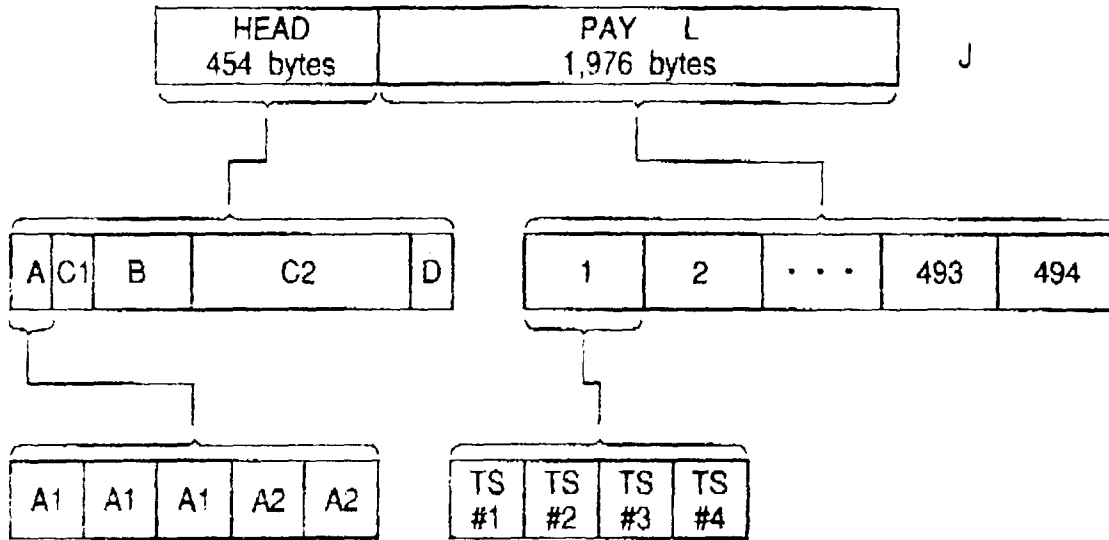 HEAD
454 bytes
PAY L
1,976 bytes
J
A C1 B C2 D
1 2 ... 493 494
A1 A1 A1 A2 A2
TS #1
TS #2
TS #3
TS #4